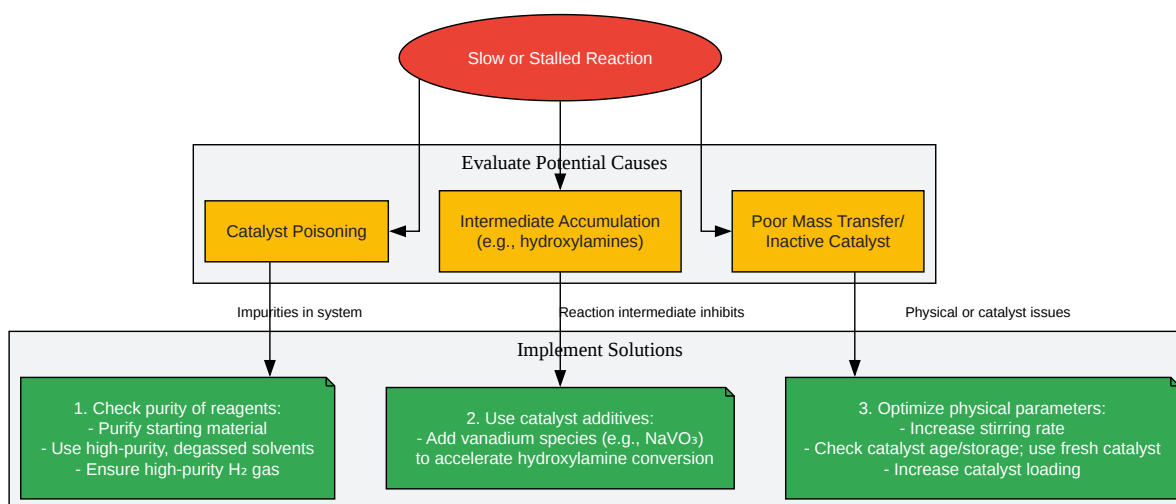 Slow or Stalled Reaction
Evaluate Potential Causes
Catalyst Poisoning
Intermediate Accumulation
(e.g., hydroxylamines)
Poor Mass Transfer/
Inactive Catalyst
Impurities in system
Reaction intermediate inhibits
Physical or catalyst issues
Implement Solutions
1. Check purity of reagents:
- Purify starting material
- Use high-purity, degassed solvents
- Ensure high-purity H₂ gas
2. Use catalyst additives:
- Add vanadium species (e.g., NaVO₃)
to accelerate hydroxylamine conversion
3. Optimize physical parameters:
- Increase stirring rate
- Check catalyst age/storage; use fresh catalyst
- Increase catalyst loading